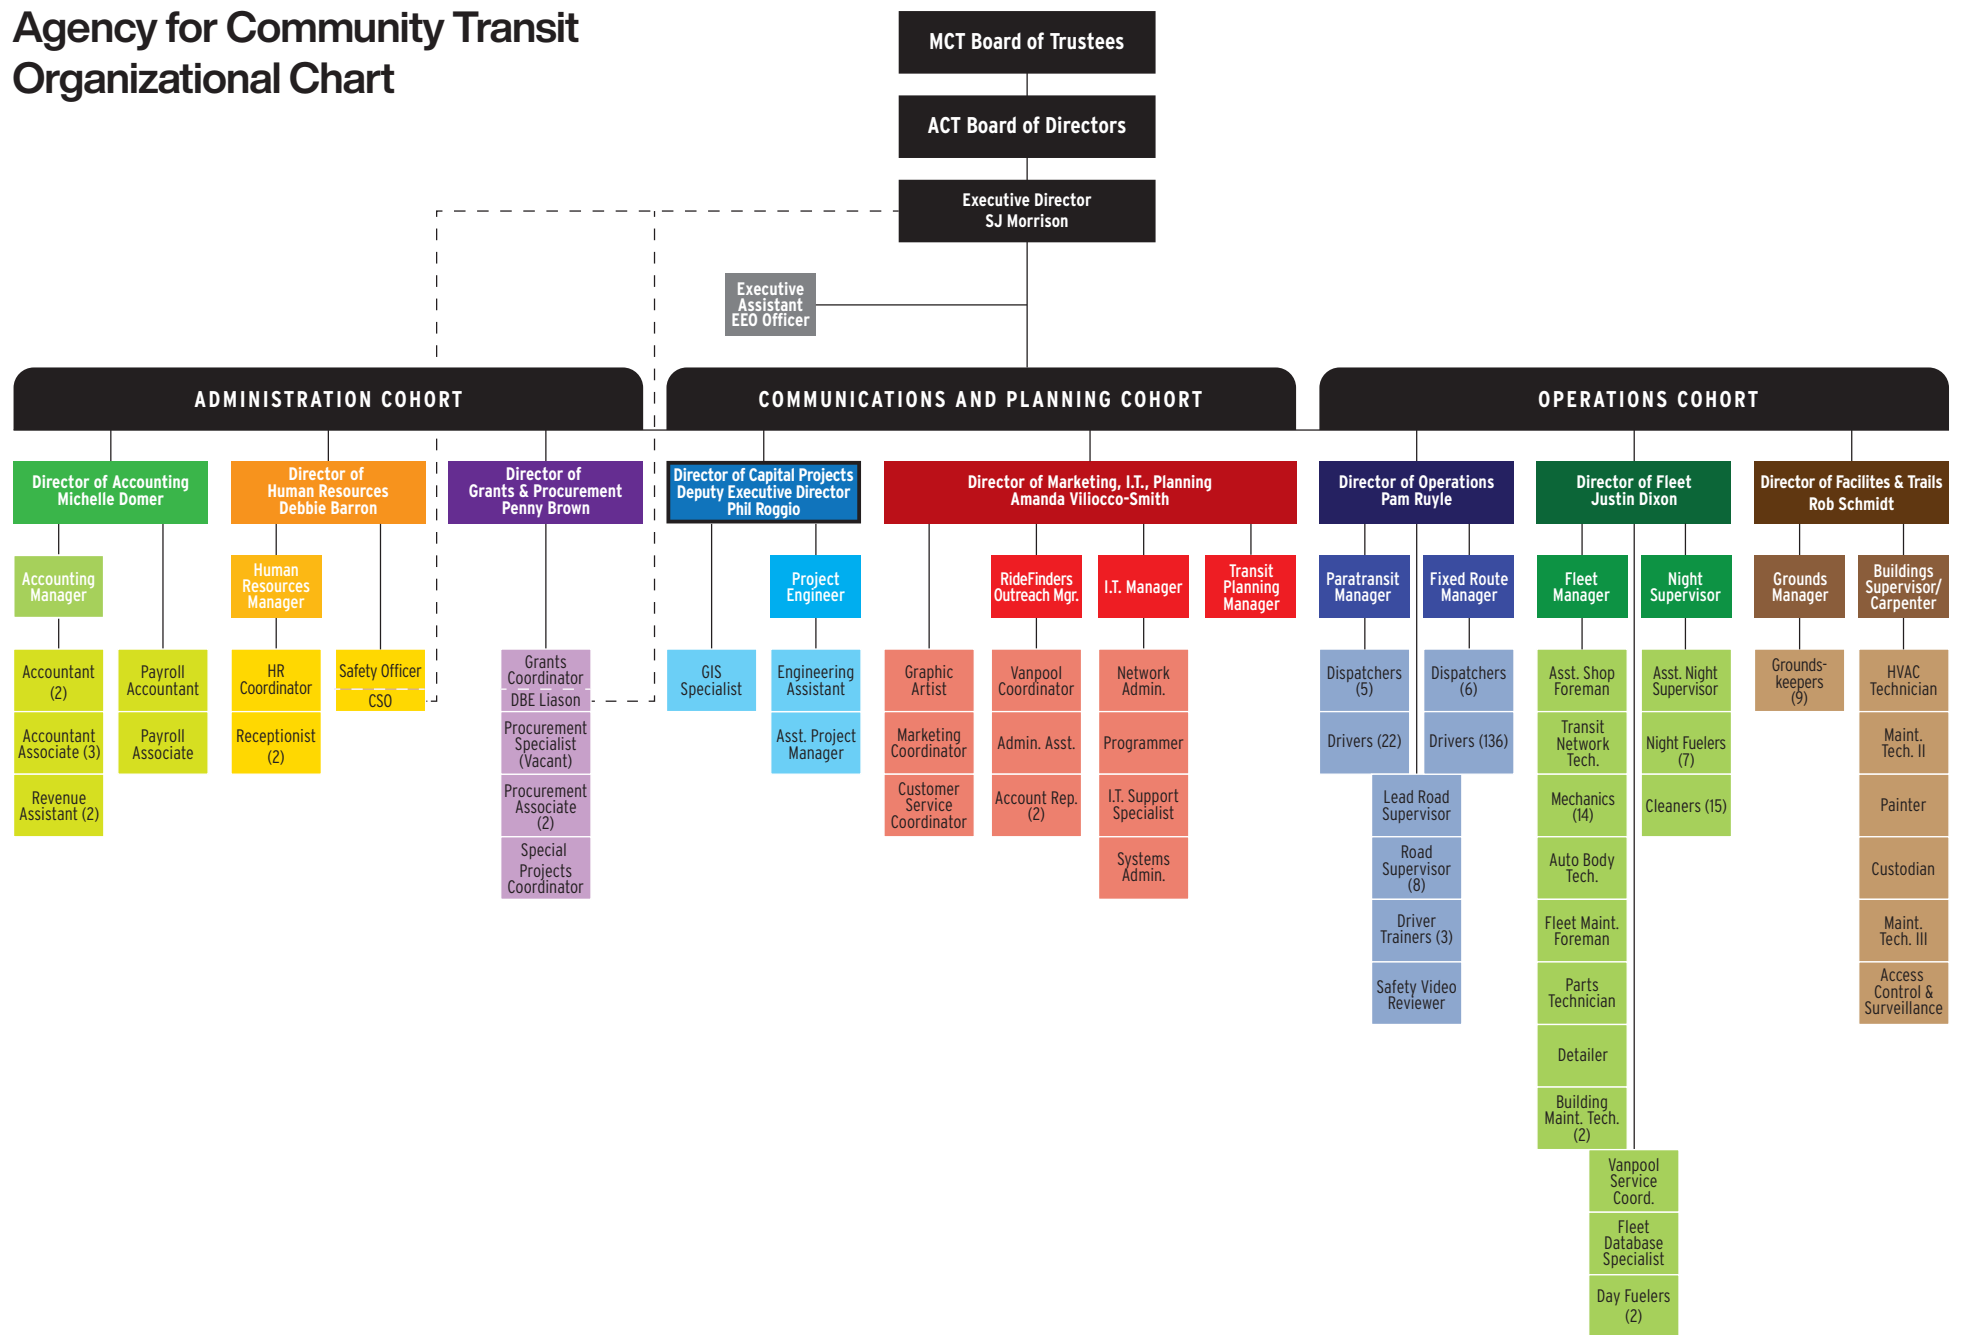 Agency for Community Transit
Organizational Chart
MCT Board of Trustees
ACT Board of Directors
Executive Director
SJ Morrison
Executive
Assistant
EEO Officer
ADMINISTRATION COHORT
COMMUNICATIONS AND PLANNING COHORT
OPERATIONS COHORT
Director of Accounting
Michelle Domer
Director of
Human Resources
Debbie Barron
Director of
Grants & Procurement
Penny Brown
Director of Capital Projects
Deputy Executive Director
Phil Roggio
Director of Marketing, I.T., Planning
Amanda Viliocco-Smith
Director of Operations
Pam Ruyle
Director of Fleet
Justin Dixon
Director of Facilites & Trails
Rob Schmidt
Accounting
Manager
Human
Resources
Manager
Project
Engineer
RideFinders
Outreach Mgr.
I.T. Manager
Transit
Planning
Manager
Paratransit
Manager
Fixed Route
Manager
Fleet
Manager
Night
Supervisor
Grounds
Manager
Buildings
Supervisor/
Carpenter
Accountant
(2)
Accountant
Associate (3)
Revenue
Assistant (2)
Payroll
Accountant
Payroll
Associate
HR
Coordinator
Receptionist
(2)
Safety Officer
CSO
Grants
Coordinator
DBE Liason
Procurement
Specialist
(Vacant)
Procurement
Associate
(2)
Special
Projects
Coordinator
GIS
Specialist
Engineering
Assistant
Asst. Project
Manager
Graphic
Artist
Marketing
Coordinator
Customer
Service
Coordinator
Vanpool
Coordinator
Admin. Asst.
Account Rep.
(2)
Network
Admin.
Programmer
I.T. Support
Specialist
Systems
Admin.
Dispatchers
(5)
Drivers (22)
Dispatchers
(6)
Drivers (136)
Lead Road
Supervisor
Road
Supervisor
(8)
Driver
Trainers (3)
Safety Video
Reviewer
Asst. Shop
Foreman
Transit
Network
Tech.
Mechanics
(14)
Auto Body
Tech.
Fleet Maint.
Foreman
Parts
Technician
Detailer
Building
Maint. Tech.
(2)
Asst. Night
Supervisor
Night Fuelers
(7)
Cleaners (15)
Vanpool
Service
Coord.
Fleet
Database
Specialist
Day Fuelers
(2)
Grounds-
keepers
(9)
HVAC
Technician
Maint.
Tech. II
Painter
Custodian
Maint.
Tech. III
Access
Control &
Surveillance